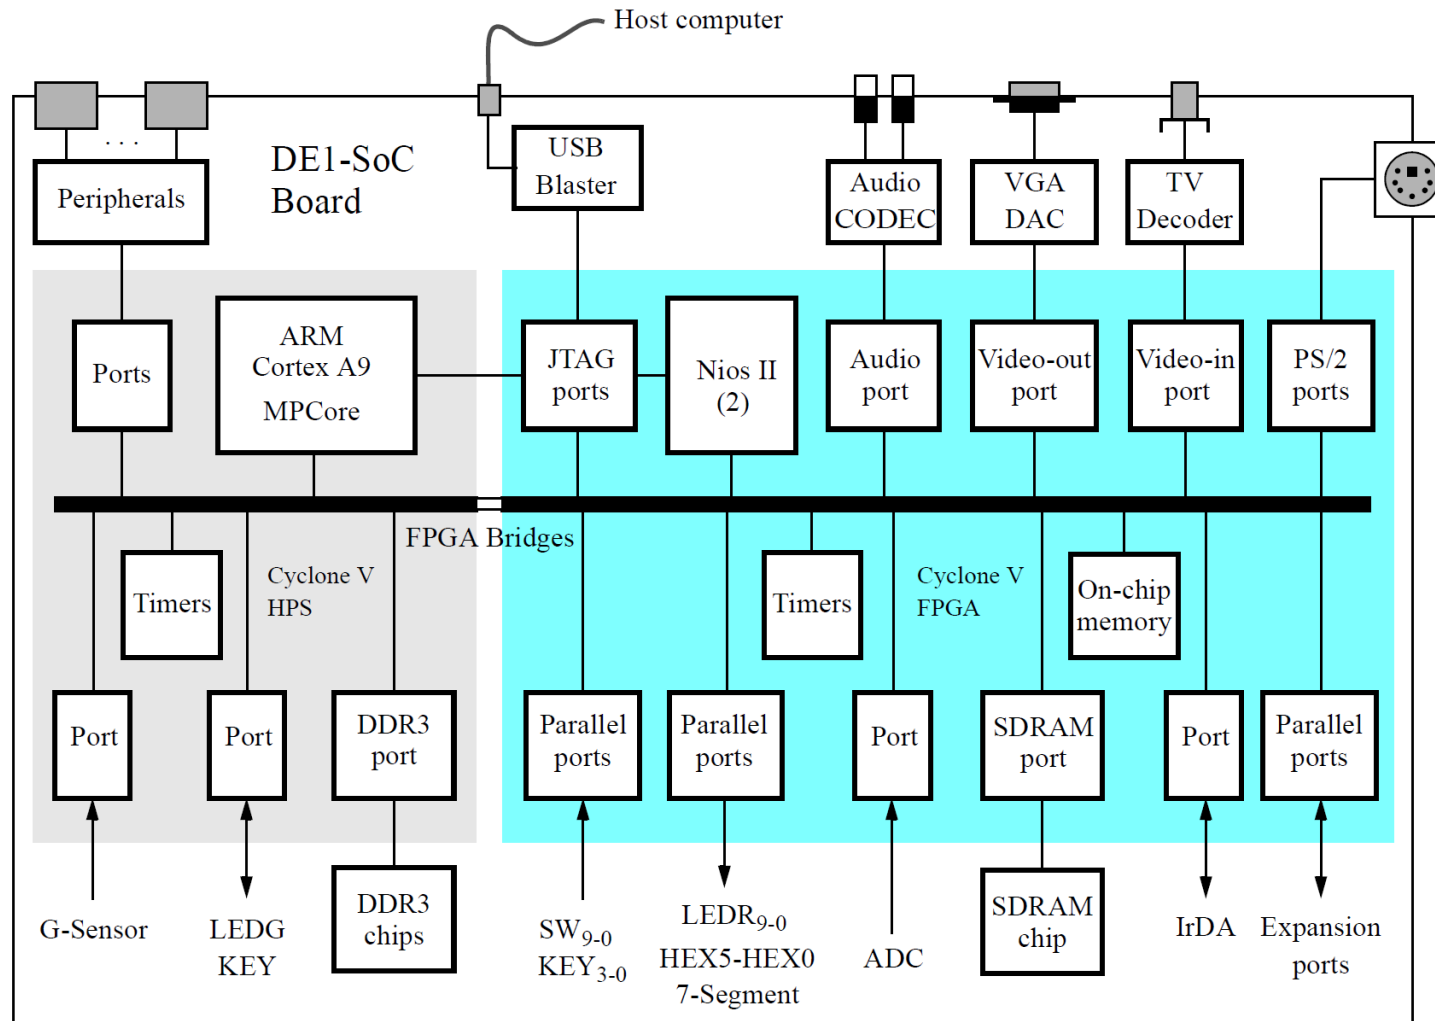 Host computer
DE1-SoC
Board
Peripherals
USB
Blaster
Audio
CODEC
VGA
DAC
TV
Decoder
. . .
Ports
ARM
Cortex A9
MPCore
JTAG
ports
Nios II
(2)
Audio
port
Video-out
port
Video-in
port
PS/2
ports
FPGA Bridges
Timers
Cyclone V
HPS
Timers
Cyclone V
FPGA
On-chip
memory
Port
Port
DDR3
port
Parallel
ports
Parallel
ports
Port
SDRAM
port
Port
Parallel
ports
G-Sensor
LEDG
KEY
DDR3
chips
SW9-0
KEY3-0
LEDR9-0
HEX5-HEX0
7-Segment
ADC
SDRAM
chip
IrDA
Expansion
ports